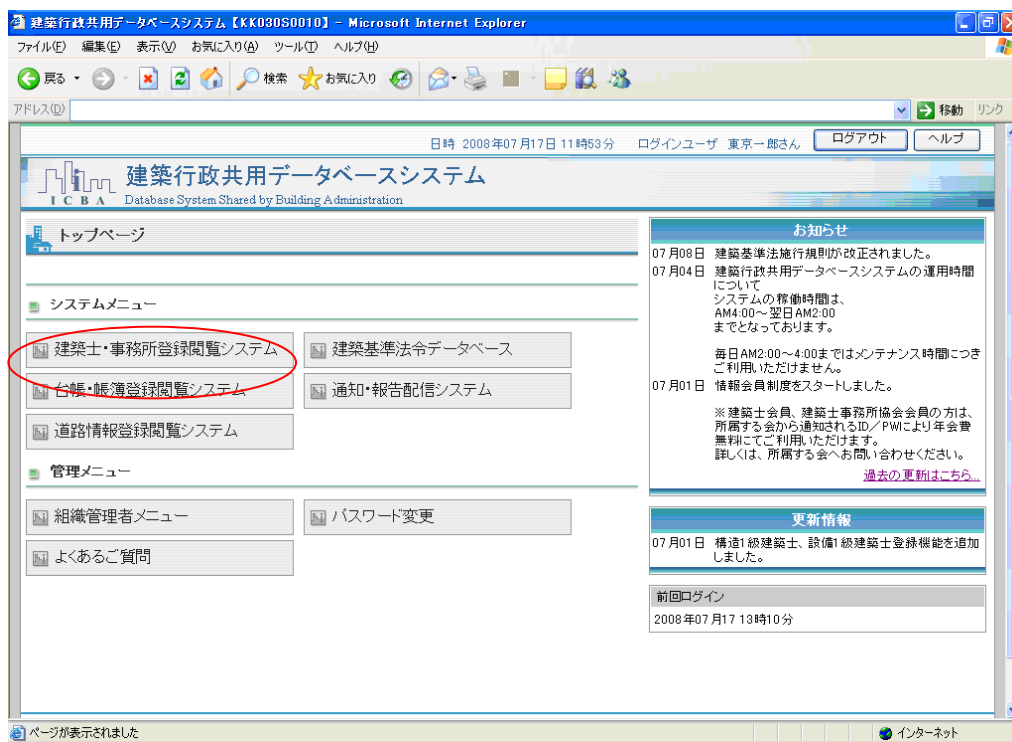 建築行政共用データベースシステム【KK030S0010】 - Microsoft Internet Explorer
ファイル(F) 編集(E) 表示(V) お気に入り(A) ツール(T) ヘルプ(H)
戻る 検索 お気に入り
アドレス(D) 移動 リンク
日時 2008年07月17日 11時53分 ログインユーザ 東京一郎さん ログアウト ヘルプ
建築行政共用データベースシステム
ICBA Database System Shared by Building Administration
トップページ
システムメニュー
建築士・事務所登録閲覧システム 建築基準法令データベース
台帳・帳簿登録閲覧システム 通知・報告配信システム
道路情報登録閲覧システム
管理メニュー
組織管理者メニュー パスワード変更
よくあるご質問
お知らせ
07月08日 建築基準法施行規則が改正されました。
07月04日 建築行政共用データベースシステムの運用時間
について
システムの稼働時間は、
AM4:00～翌日AM2:00
までとなっております。
毎日AM2:00～4:00まではメンテナンス時間につき
ご利用いただけません。
07月01日 情報会員制度をスタートしました。
※建築士会員、建築士事務所協会会員の方は、
所属する会から通知されるID／PWにより年会費
無料にてご利用いただけます。
詳しくは、所属する会へお問い合わせください。
過去の更新はこちら...
更新情報
07月01日 構造1級建築士、設備1級建築士登録機能を追加
しました。
前回ログイン
2008年07月17 13時10分
ページが表示されました インターネット